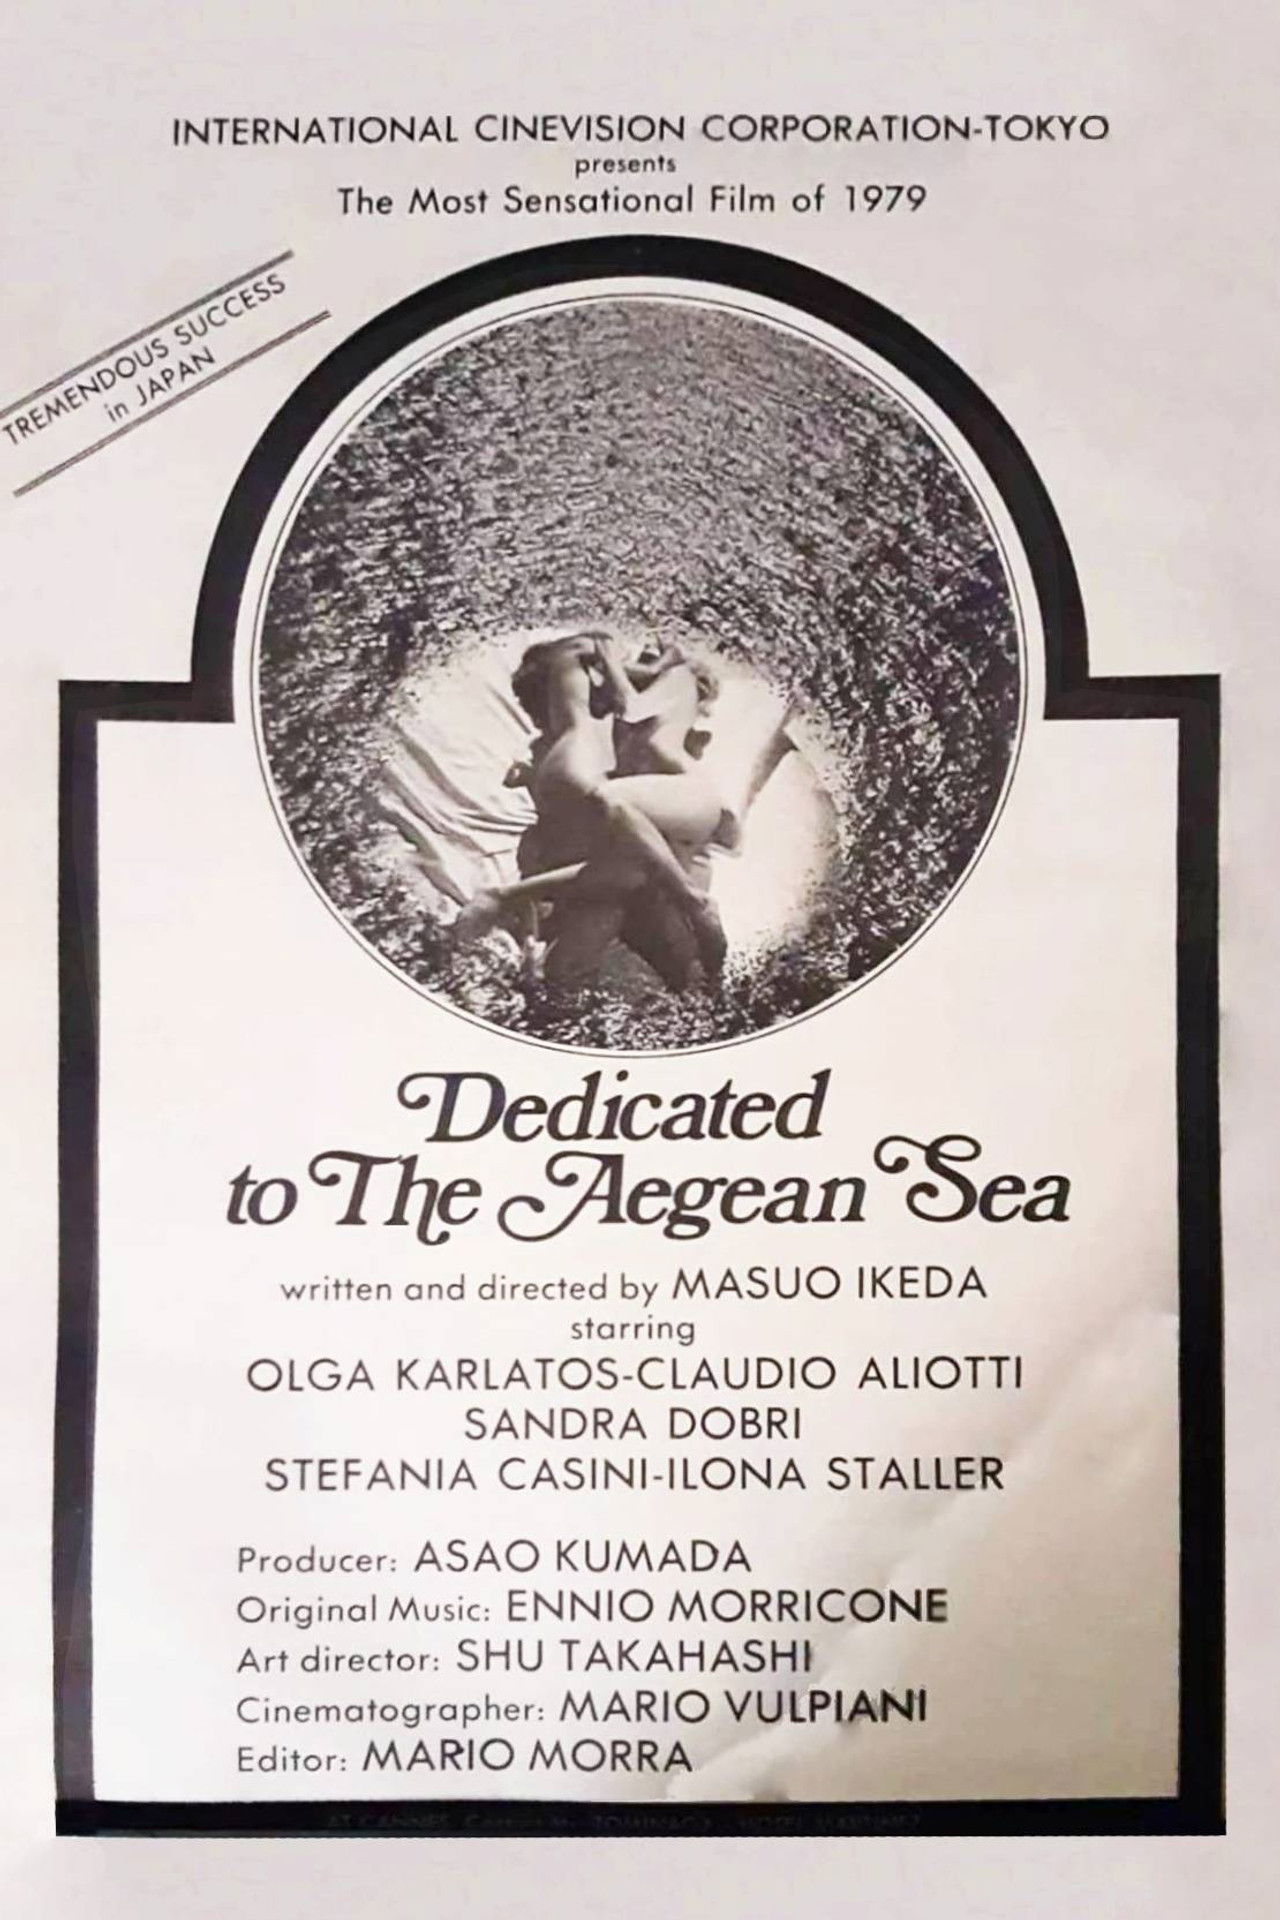 INTERNATIONAL CINEVISION CORPORATION-TOKYO
presents
The Most Sensational Film of 1979
TREMENDOUS SUCCESS
in JAPAN
Dedicated
to The Aegean Sea
written and directed by MASUO IKEDA
starring
OLGA KARLATOS-CLAUDIO ALIOTTI
SANDRA DOBRI
STEFANIA CASINI-ILONA STALLER
Producer: ASAO KUMADA
Original Music: ENNIO MORRICONE
Art director: SHU TAKAHASHI
Cinematographer: MARIO VULPIANI
Editor: MARIO MORRA
AT CANNES